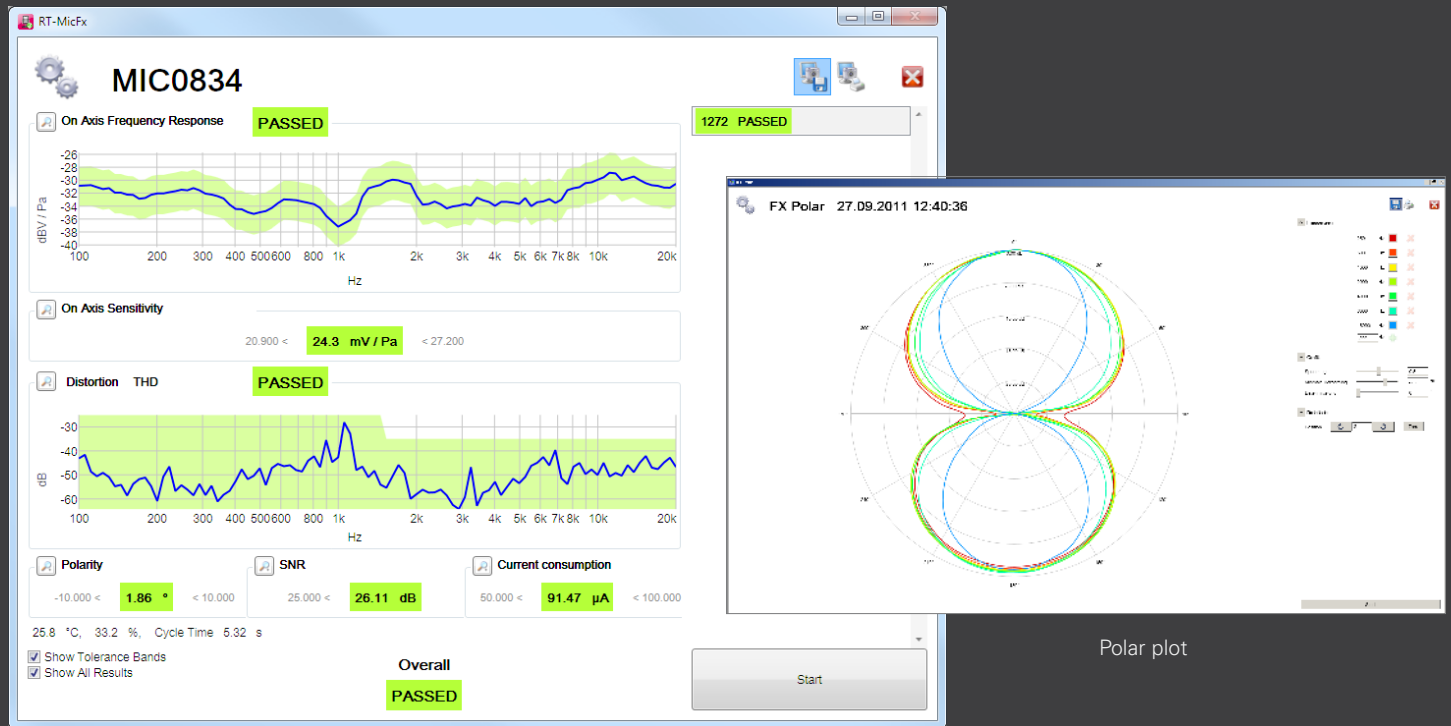 RT-MicFx
MIC0834
On Axis Frequency Response PASSED
1272 PASSED
-26
-28
-30
-32
-34
-36
-38
-40
dBV / Pa
100 200 300 400 500 600 800 1k 2k 3k 4k 5k 6k 7k 8k 10k 20k
Hz
On Axis Sensitivity
20.900 < 24.3 mV / Pa < 27.200
Distortion THD PASSED
-30
-40
-50
-60
dB
100 200 300 400 500 600 800 1k 2k 3k 4k 5k 6k 7k 8k 10k 20k
Hz
Polarity SNR Current consumption
-10.000 < 1.86 ° < 10.000 25.000 < 26.11 dB 50.000 < 91.47 µA < 100.000
25.8 °C, 33.2 %, Cycle Time 5.32 s
Show Tolerance Bands
Show All Results
Overall
PASSED
Start
FX Polar 27.09.2011 12:40:36
Polar plot